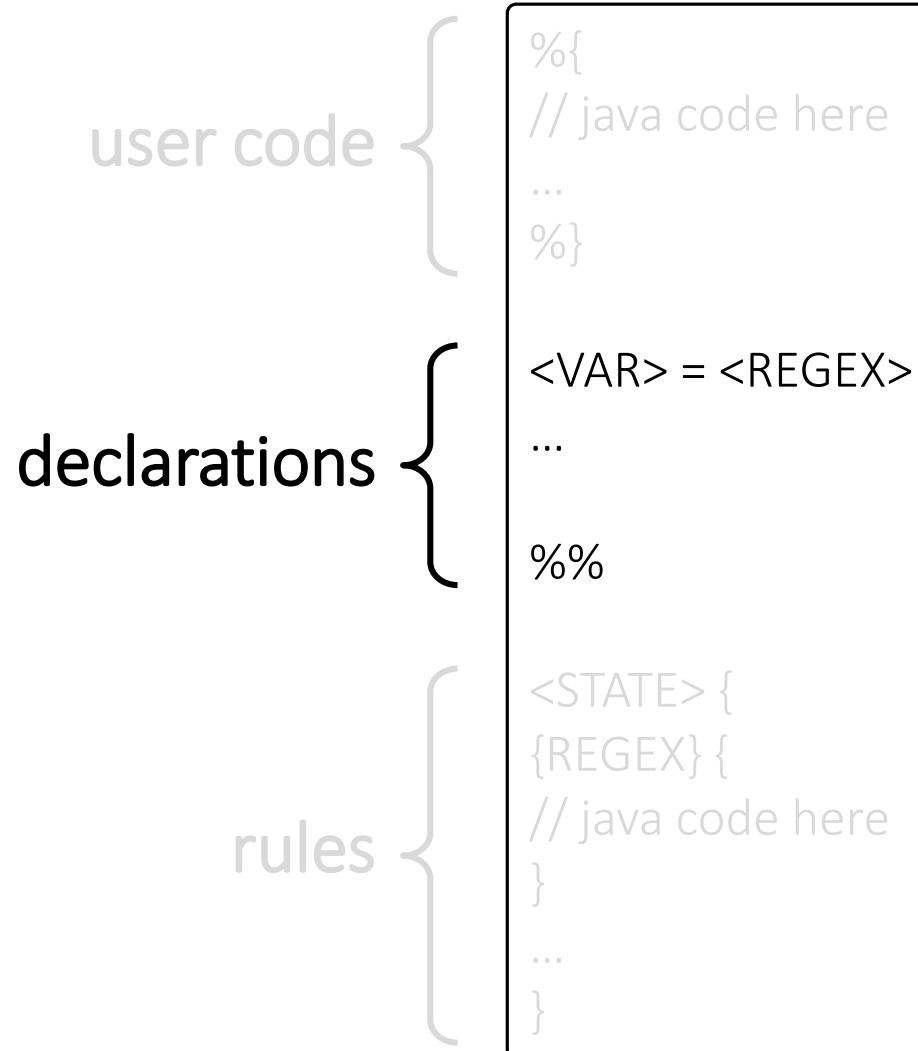 user code
%{
// java code here
...
%}
declarations
<VAR> = <REGEX>
...
%%
rules
<STATE> {
{REGEX} {
// java code here
}
...
}